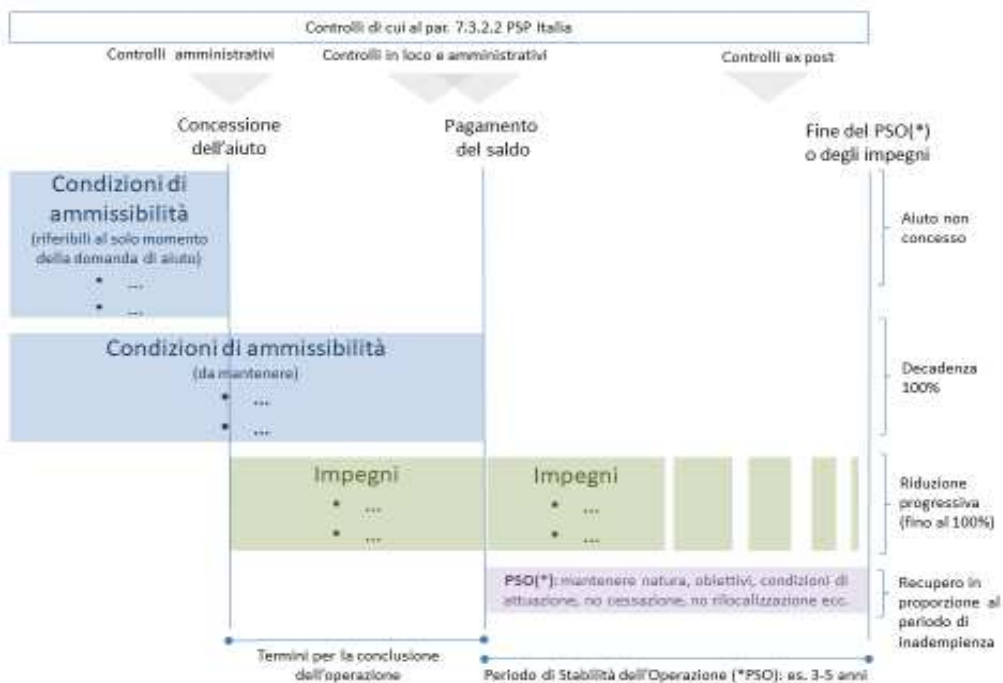 Controlli di cui al par. 7.3.2.2 PSP Italia
Controlli amministrativi
Controlli in loco e amministrativi
Controlli ex post
Concessione
dell'aiuto
Pagamento
del saldo
Fine del PSO(*)
o degli impegni
Condizioni di
ammissibilità
(riferibili al solo momento
della domanda di aiuto)
• ...
• ...
Aiuto non
concesso
Condizioni di ammissibilità
(da mantenere)
• ...
• ...
Decadenza
100%
Impegni
• ...
• ...
Impegni
• ...
• ...
Riduzione
progressiva
(fino al 100%)
PSO(*): mantenere natura, obiettivi, condizioni di
attuazione, no cessazione, no rilocalizzazione ecc.
Recupero in
proporzione al
periodo di
inadempienza
Termini per la conclusione
dell'operazione
Periodo di Stabilità dell'Operazione (*PSO): es. 3-5 anni